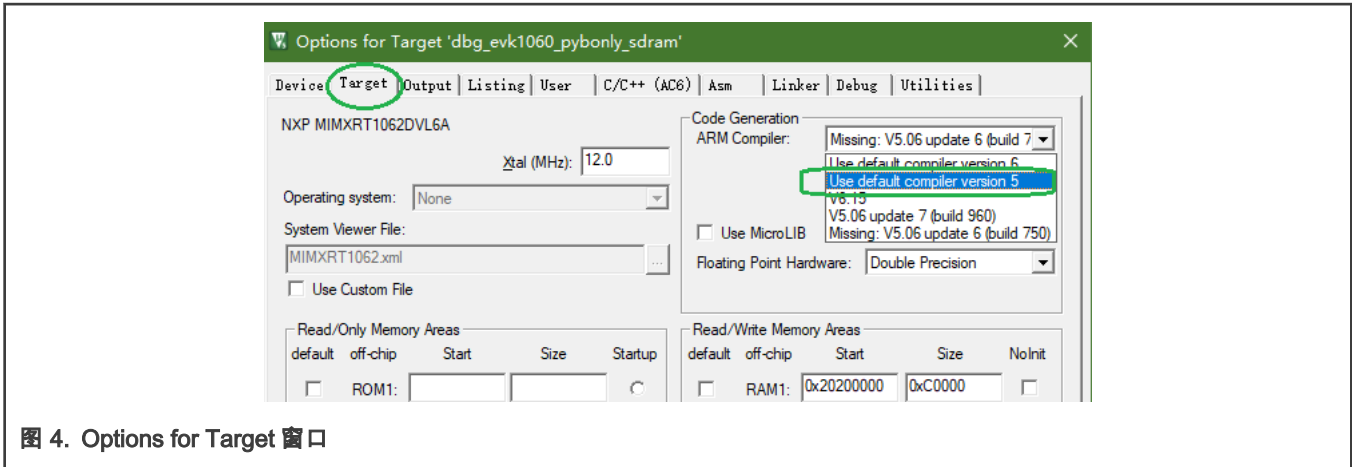 Options for Target 'dbg_evk1060_pybonly_sdram'
Device Target Output Listing User C/C++ (AC6) Asm Linker Debug Utilities
NXP MIMXRT1062DVL6A
Xtal (MHz): 12.0
Operating system: None
System Viewer File:
MIMXRT1062.xml ...
Use Custom File
Code Generation
ARM Compiler: Missing: V5.06 update 6 (build 7
Use default compiler version 6
Use default compiler version 5
V6.15
V5.06 update 7 (build 960)
Missing: V5.06 update 6 (build 750)
Use MicroLIB
Floating Point Hardware: Double Precision
Read/Only Memory Areas
default off-chip Start Size Startup
ROM1:
Read/Write Memory Areas
default off-chip Start Size NoInit
RAM1: 0x20200000 0xC0000
图 4. Options for Target 窗口